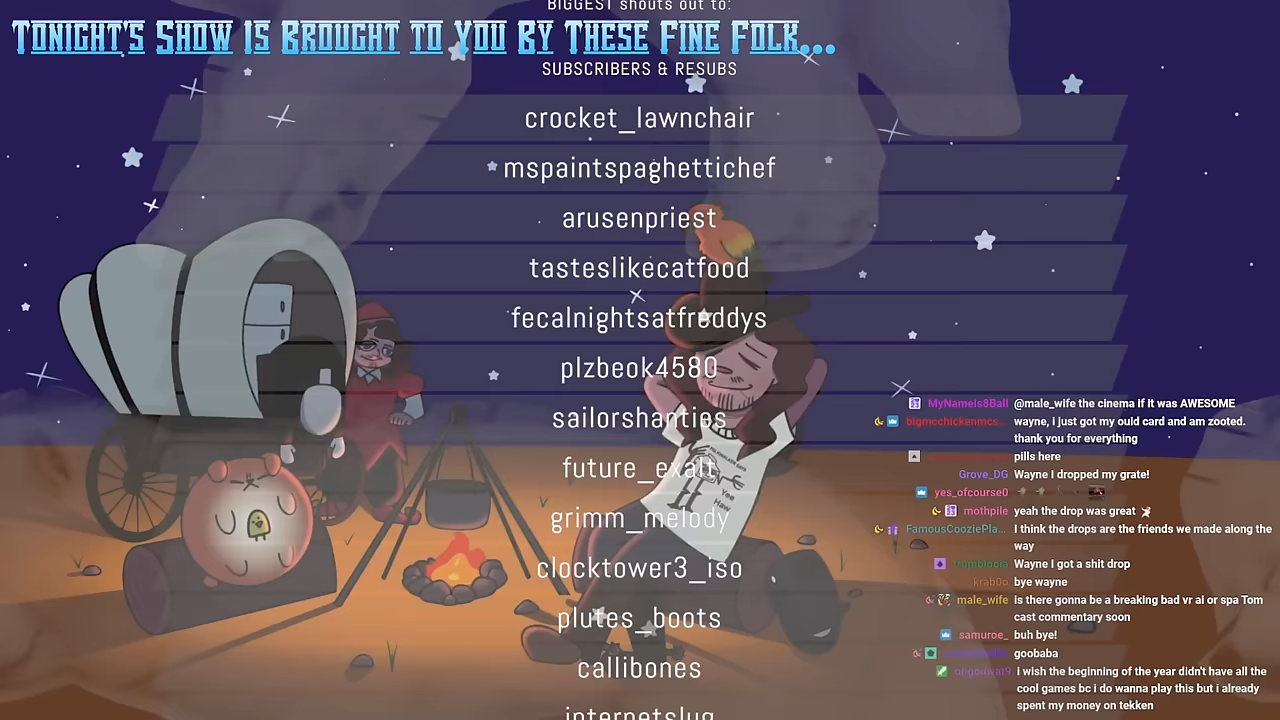 BIGGEST shouts out to:
TONIGHT'S SHOW IS BROUGHT TO YOU BY THESE FINE FOLK...
SUBSCRIBERS & RESUBS
crocket_lawnchair
mspaintspaghettichef
arusenpriest
tasteslikecatfood
fecalnightsatfreddys
plzbeok4580
sailorshanties
future_exalt
grimm_melody
clocktower3_iso
plutes_boots
callibones
internetslug
Yee
Haw
MyNameIs8Ball @male_wife the cinema if it was AWESOME
bigmcchickenmcs... wayne, i just got my ould card and am zooted.
thank you for everything
pills here
Grove_DG Wayne I dropped my grate!
yes_ofcourse0
mothpile yeah the drop was great
FamousCooziePla... I think the drops are the friends we made along the
way
Wayne I got a shit drop
krab0o bye wayne
male_wife Is there gonna be a breaking bad vr ai or spa Tom
cast commentary soon
samuroe_ buh bye!
goobaba
ohgodwat9 i wish the beginning of the year didn't have all the
cool games bc i do wanna play this but i already
spent my money on tekken